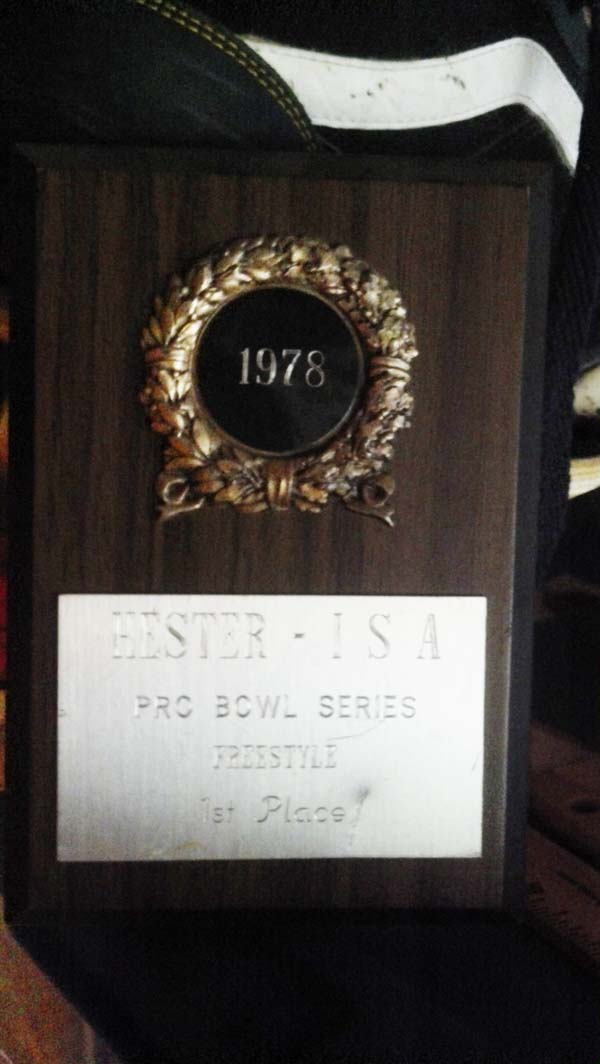 1978
HESTER - I S A
PRO BOWL SERIES
FREESTYLE
1st Place